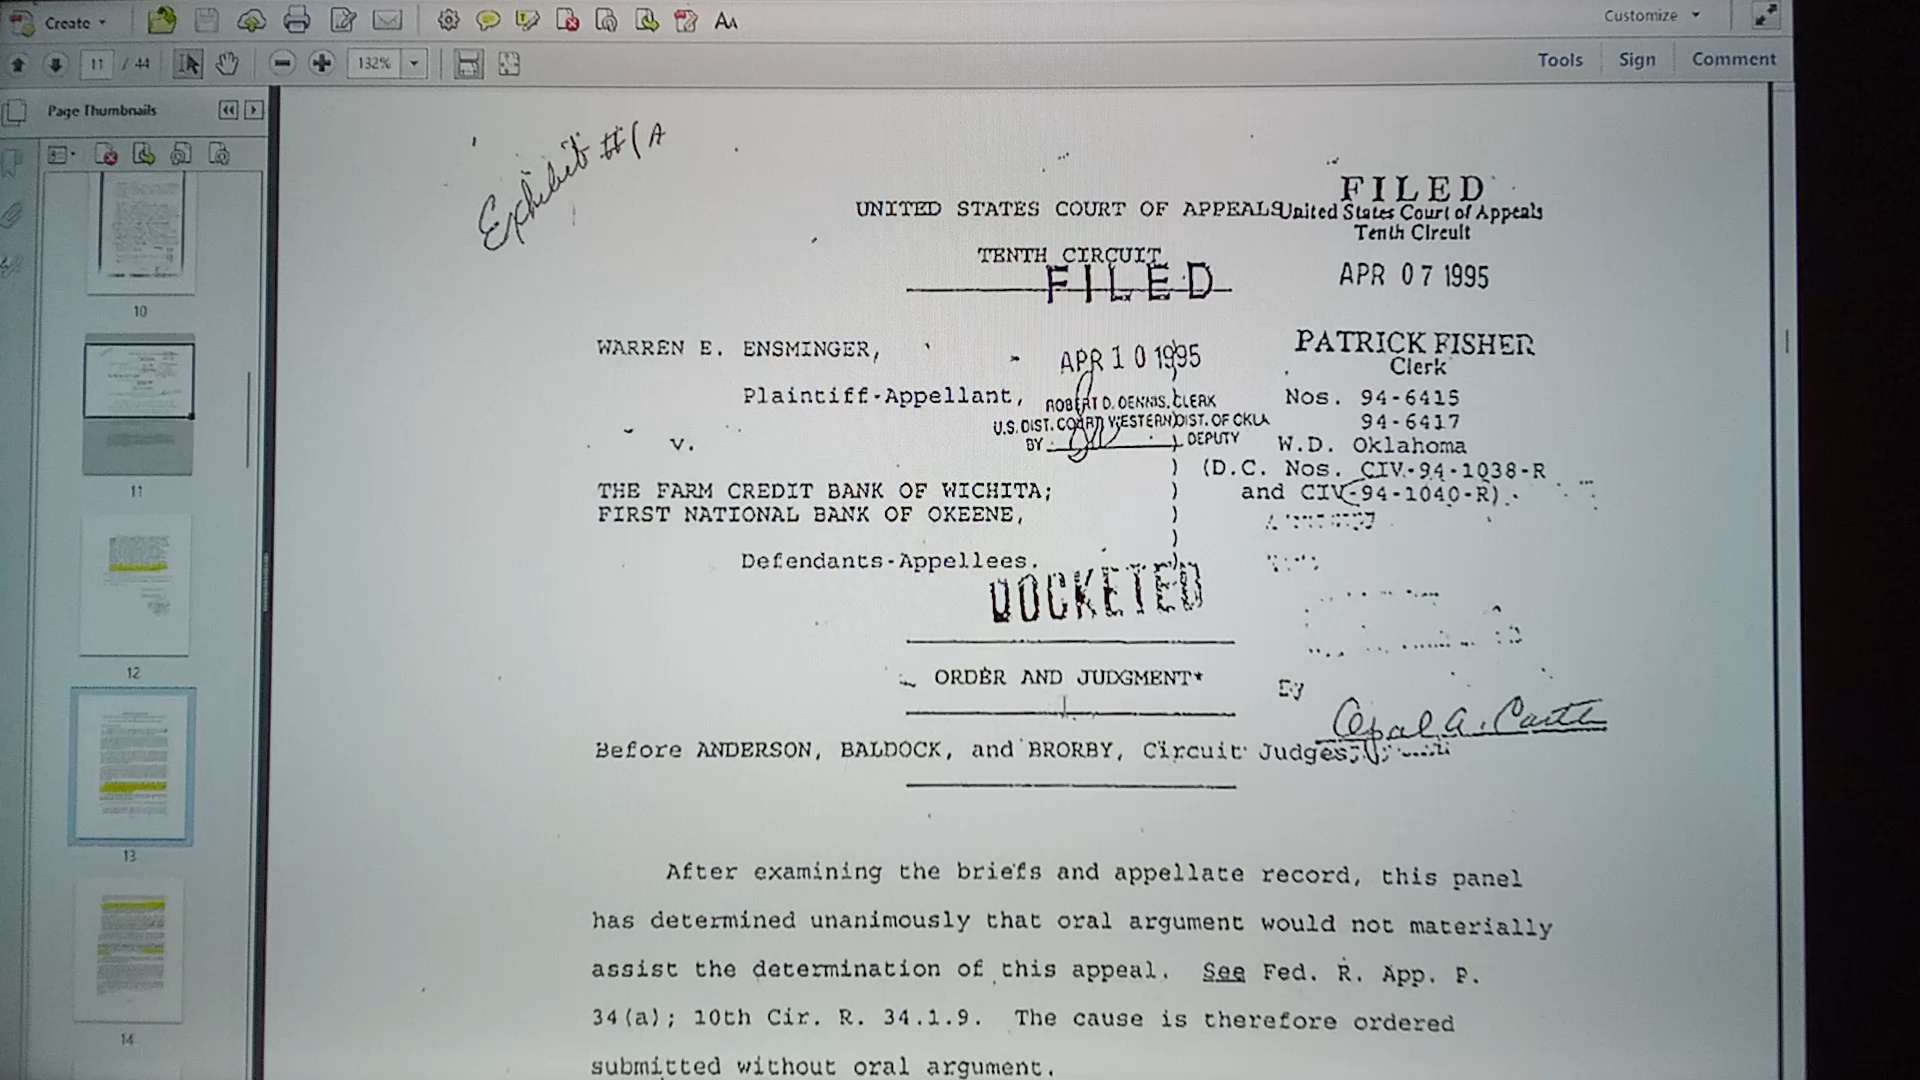 Create
Customize
11 / 44
132%
Tools
Sign
Comment
Page Thumbnails
10
11
12
13
14
Exhibit #1A
UNITED STATES COURT OF APPEALS
TENTH CIRCUIT
FILED
United States Court of Appeals
Tenth Circuit
APR 07 1995
PATRICK FISHER
Clerk
FILED
APR 10 1995
ROBERT D. DENNIS, CLERK
U.S. DIST. COURT WESTERN DIST. OF OKLA
BY DEPUTY
WARREN E. ENSMINGER,
Plaintiff-Appellant,
v.
THE FARM CREDIT BANK OF WICHITA;
FIRST NATIONAL BANK OF OKEENE,
Defendants-Appellees.
)
)
)
)
)
Nos. 94-6415
94-6417
W.D. Oklahoma
(D.C. Nos. CIV-94-1038-R
and CIV-94-1040-R)
DOCKETED
ORDER AND JUDGMENT*
By
Before ANDERSON, BALDOCK, and BRORBY, Circuit Judges.
After examining the briefs and appellate record, this panel
has determined unanimously that oral argument would not materially
assist the determination of this appeal. See Fed. R. App. P.
34(a); 10th Cir. R. 34.1.9. The cause is therefore ordered
submitted without oral argument.